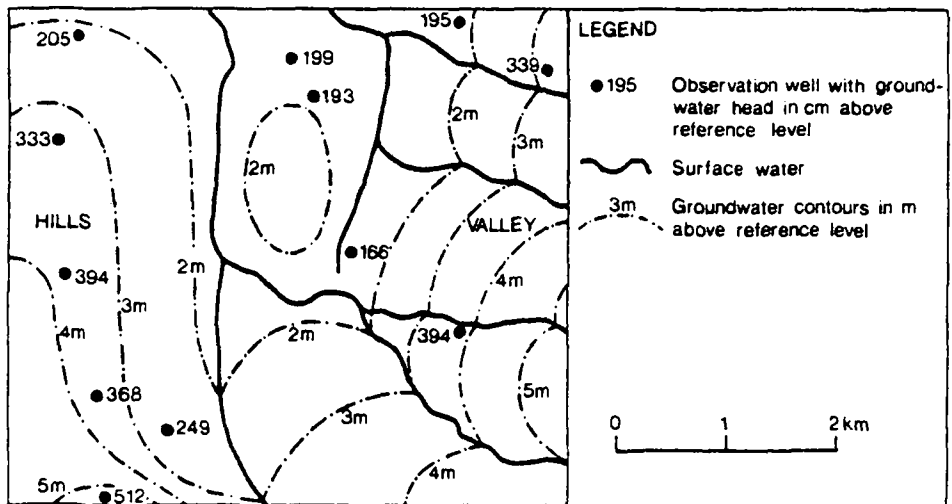 205
199
193
195
339
2m
3m
333
2m
HILLS
VALLEY
166
2m
394
3m
4m
4m
2m
394
368
3m
5m
249
4m
5m
512
LEGEND
195 Observation well with ground-
water head in cm above
reference level
Surface water
3m Groundwater contours in m
above reference level
0 1 2 km